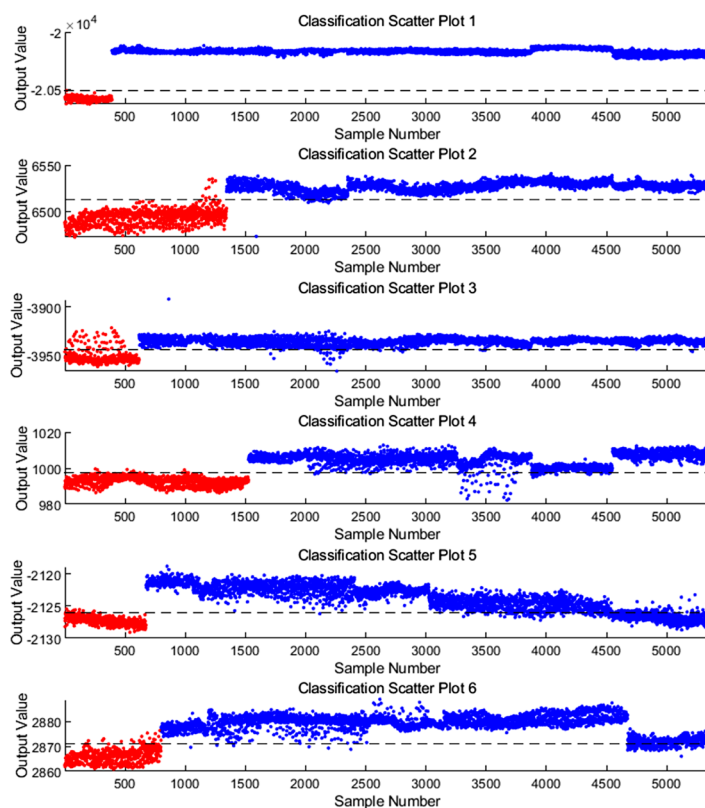 Classification Scatter Plot 1
×10⁴
Output Value
-2
-2.05
500 1000 1500 2000 2500 3000 3500 4000 4500 5000
Sample Number
Classification Scatter Plot 2
Output Value
6550
6500
500 1000 1500 2000 2500 3000 3500 4000 4500 5000
Sample Number
Classification Scatter Plot 3
Output Value
-3900
-3950
500 1000 1500 2000 2500 3000 3500 4000 4500 5000
Sample Number
Classification Scatter Plot 4
Output Value
1020
1000
980
500 1000 1500 2000 2500 3000 3500 4000 4500 5000
Sample Number
Classification Scatter Plot 5
Output Value
-2120
-2125
-2130
500 1000 1500 2000 2500 3000 3500 4000 4500 5000
Sample Number
Classification Scatter Plot 6
Output Value
2880
2870
2860
500 1000 1500 2000 2500 3000 3500 4000 4500 5000
Sample Number